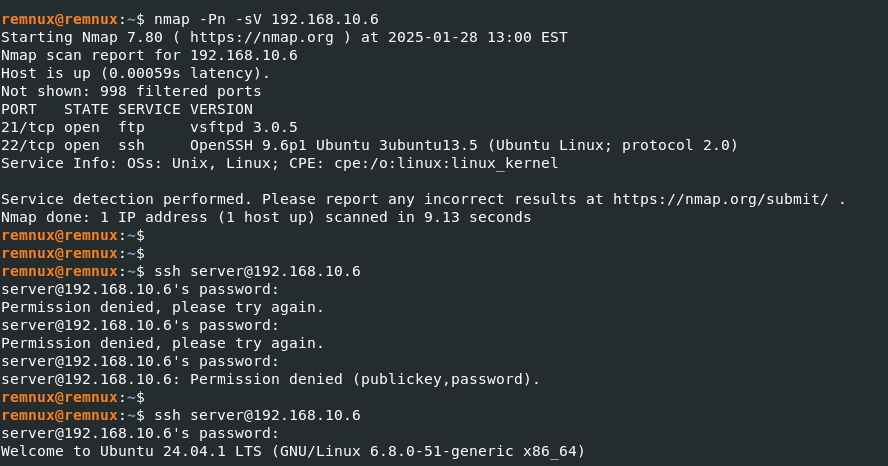 remnux@remnux:~$ nmap -Pn -sV 192.168.10.6
Starting Nmap 7.80 ( https://nmap.org ) at 2025-01-28 13:00 EST
Nmap scan report for 192.168.10.6
Host is up (0.00059s latency).
Not shown: 998 filtered ports
PORT   STATE SERVICE VERSION
21/tcp open  ftp     vsftpd 3.0.5
22/tcp open  ssh     OpenSSH 9.6p1 Ubuntu 3ubuntu13.5 (Ubuntu Linux; protocol 2.0)
Service Info: OSs: Unix, Linux; CPE: cpe:/o:linux:linux_kernel

Service detection performed. Please report any incorrect results at https://nmap.org/submit/ .
Nmap done: 1 IP address (1 host up) scanned in 9.13 seconds
remnux@remnux:~$
remnux@remnux:~$
remnux@remnux:~$ ssh server@192.168.10.6
server@192.168.10.6's password:
Permission denied, please try again.
server@192.168.10.6's password:
Permission denied, please try again.
server@192.168.10.6's password:
server@192.168.10.6: Permission denied (publickey,password).
remnux@remnux:~$
remnux@remnux:~$ ssh server@192.168.10.6
server@192.168.10.6's password:
Welcome to Ubuntu 24.04.1 LTS (GNU/Linux 6.8.0-51-generic x86_64)